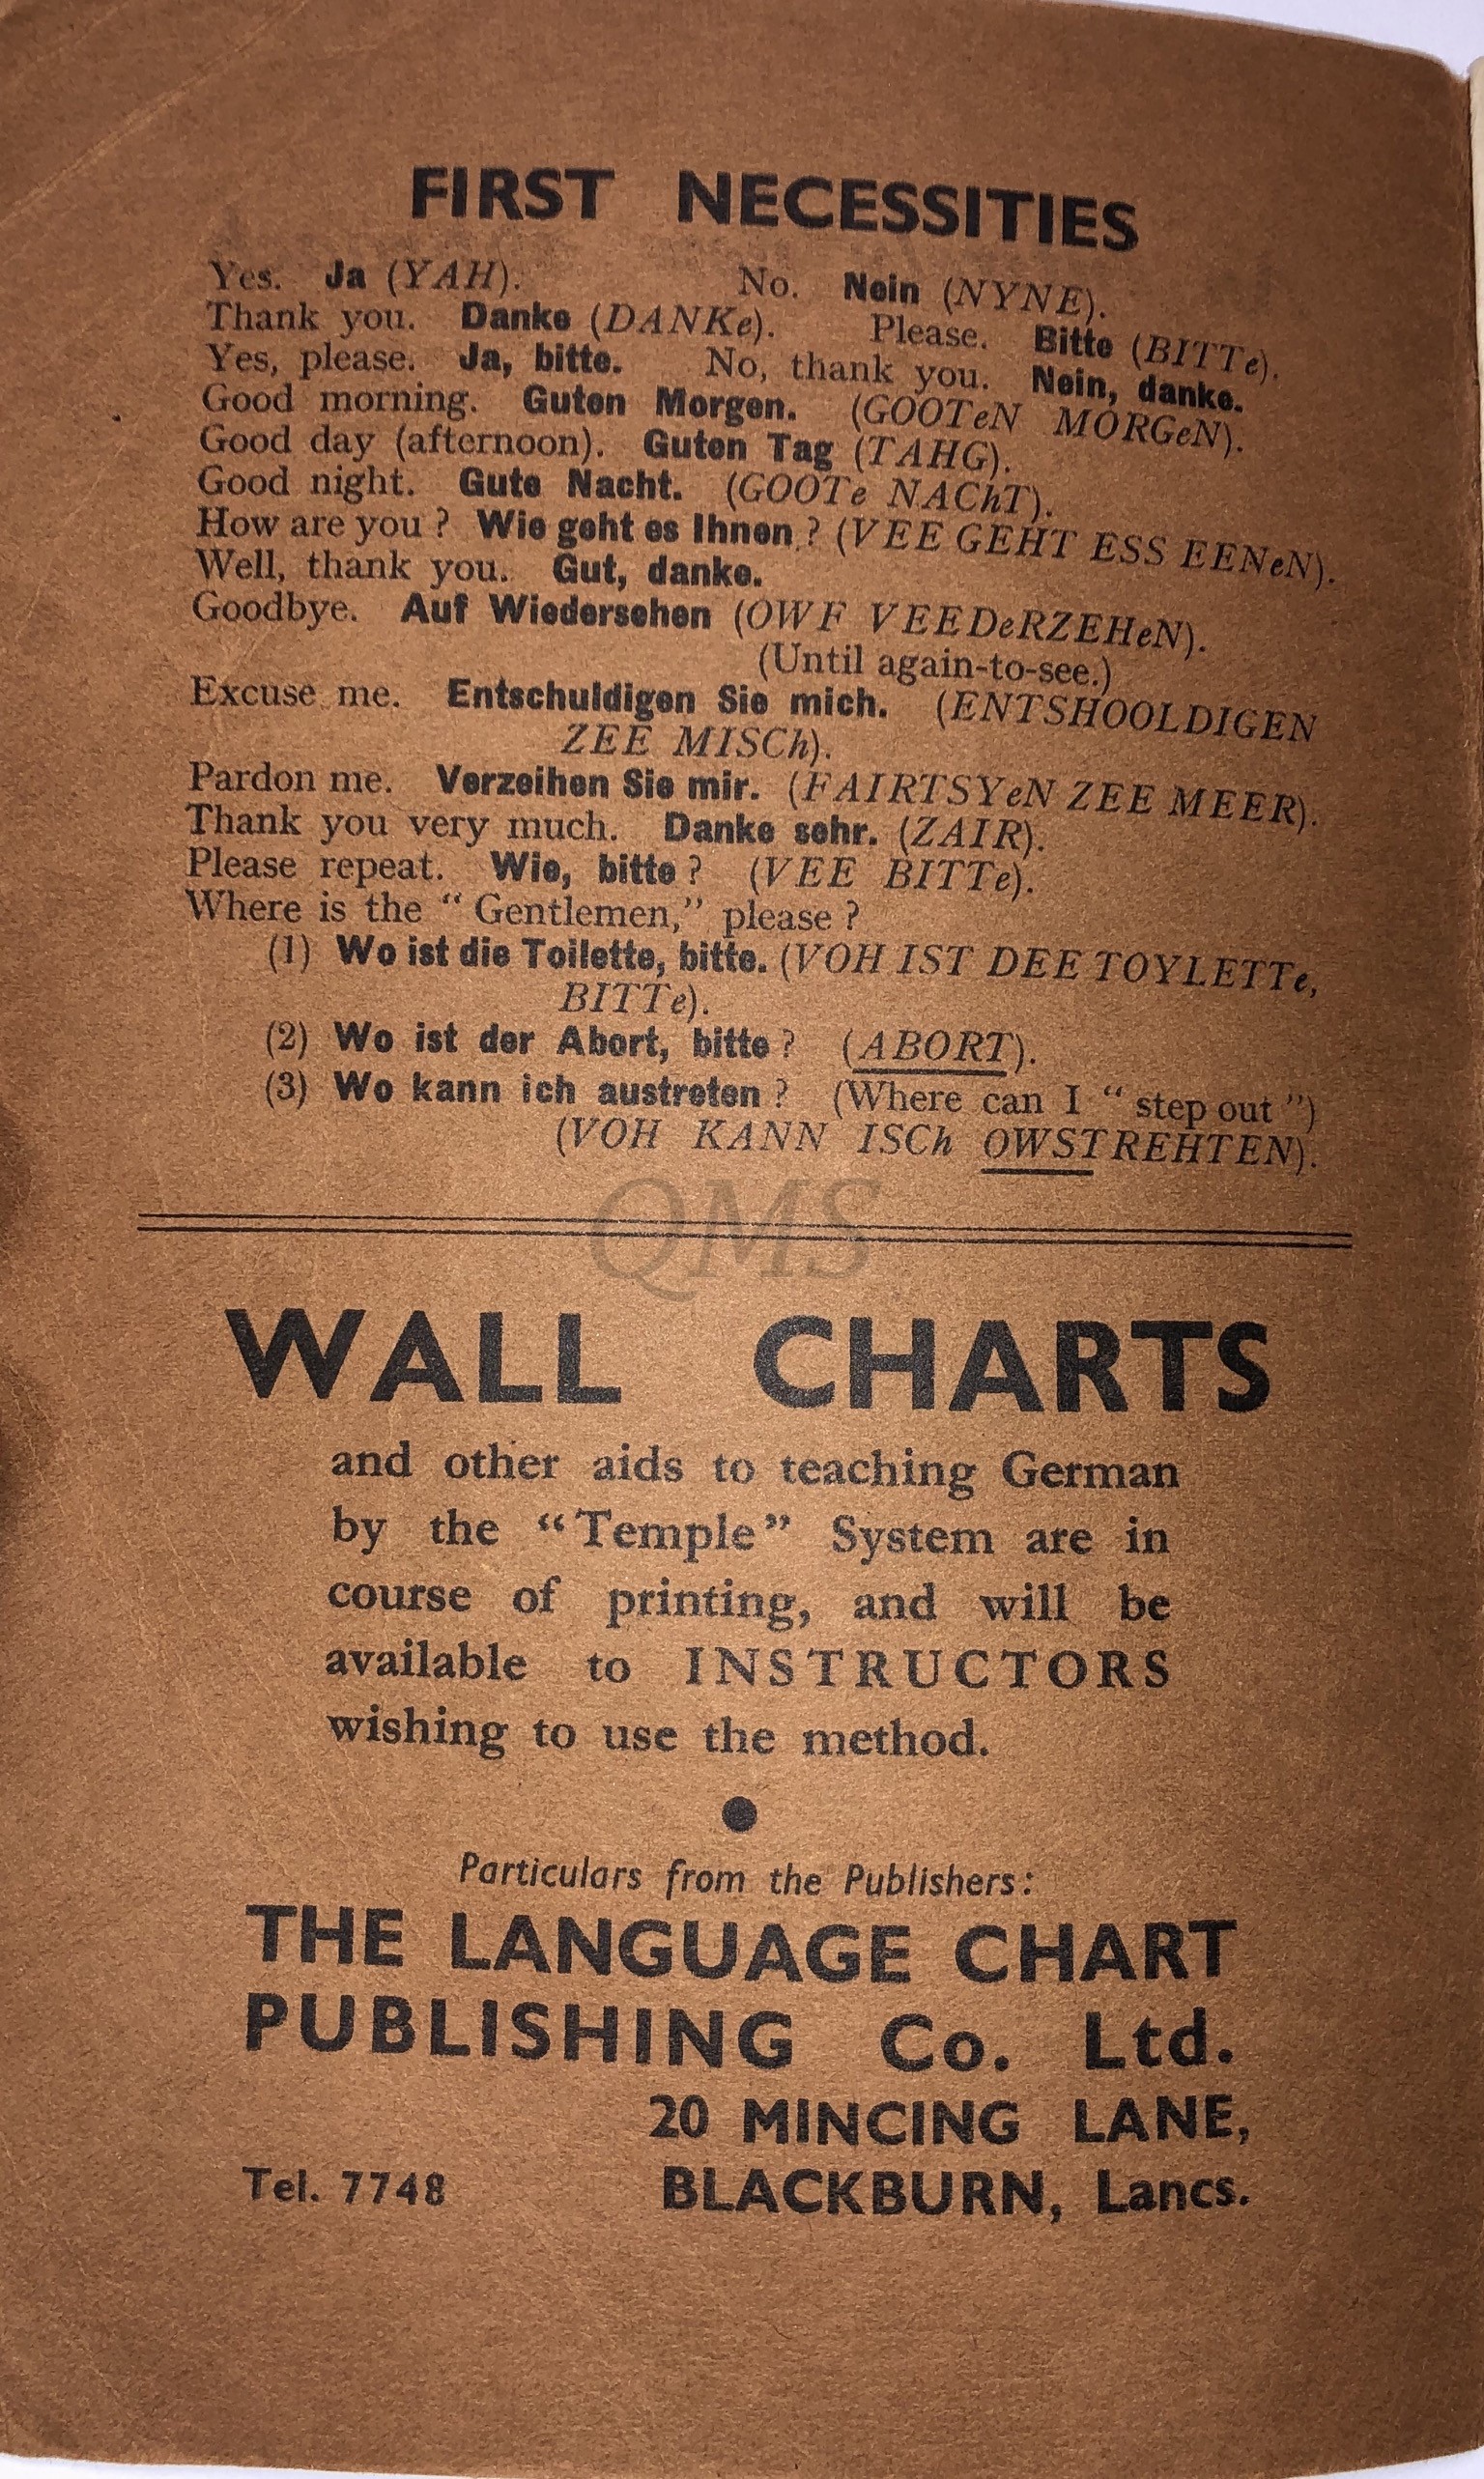 FIRST NECESSITIES
Yes. Ja (YAH). No. Nein (NYNE).
Thank you. Danke (DANKe). Please. Bitte (BITTe).
Yes, please. Ja, bitte. No, thank you. Nein, danke.
Good morning. Guten Morgen. (GOOTeN MORGeN).
Good day (afternoon). Guten Tag (TAHG).
Good night. Gute Nacht. (GOOTe NAChT).
How are you ? Wie geht es Ihnen ? (VEE GEHT ESS EENeN).
Well, thank you. Gut, danke.
Goodbye. Auf Wiedersehen (OWF VEEDeRZEHeN).
(Until again-to-see.)
Excuse me. Entschuldigen Sie mich. (ENTSHOOLDIGEN
ZEE MISCh).
Pardon me. Verzeihen Sie mir. (FAIRTSYeN ZEE MEER).
Thank you very much. Danke sehr. (ZAIR).
Please repeat. Wie, bitte ? (VEE BITTe).
Where is the “ Gentlemen,” please ?
(1) Wo ist die Toilette, bitte. (VOH IST DEE TOYLETTe,
BITTe).
(2) Wo ist der Abort, bitte ? (ABORT).
(3) Wo kann ich austreten ? (Where can I “ step out ”)
(VOH KANN ISCh OWSTREHTEN).
QMS
WALL CHARTS
and other aids to teaching German
by the “Temple” System are in
course of printing, and will be
available to INSTRUCTORS
wishing to use the method.
Particulars from the Publishers:
THE LANGUAGE CHART
PUBLISHING Co. Ltd.
20 MINCING LANE,
Tel. 7748 BLACKBURN, Lancs.